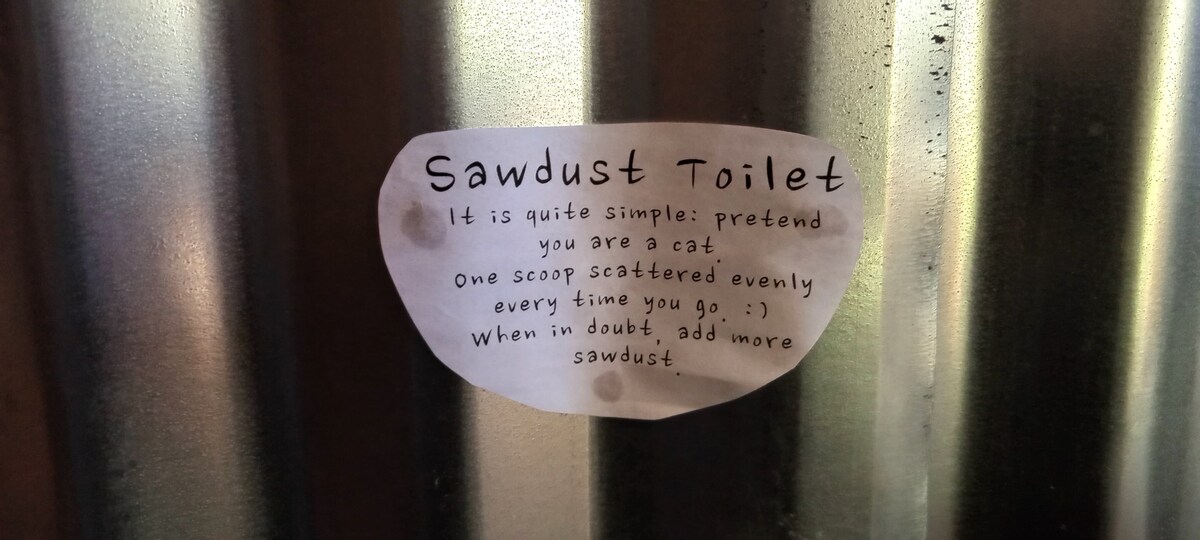 Sawdust Toilet
It is quite simple: pretend
you are a cat.
One scoop scattered evenly
every time you go. :)
When in doubt, add more
sawdust.